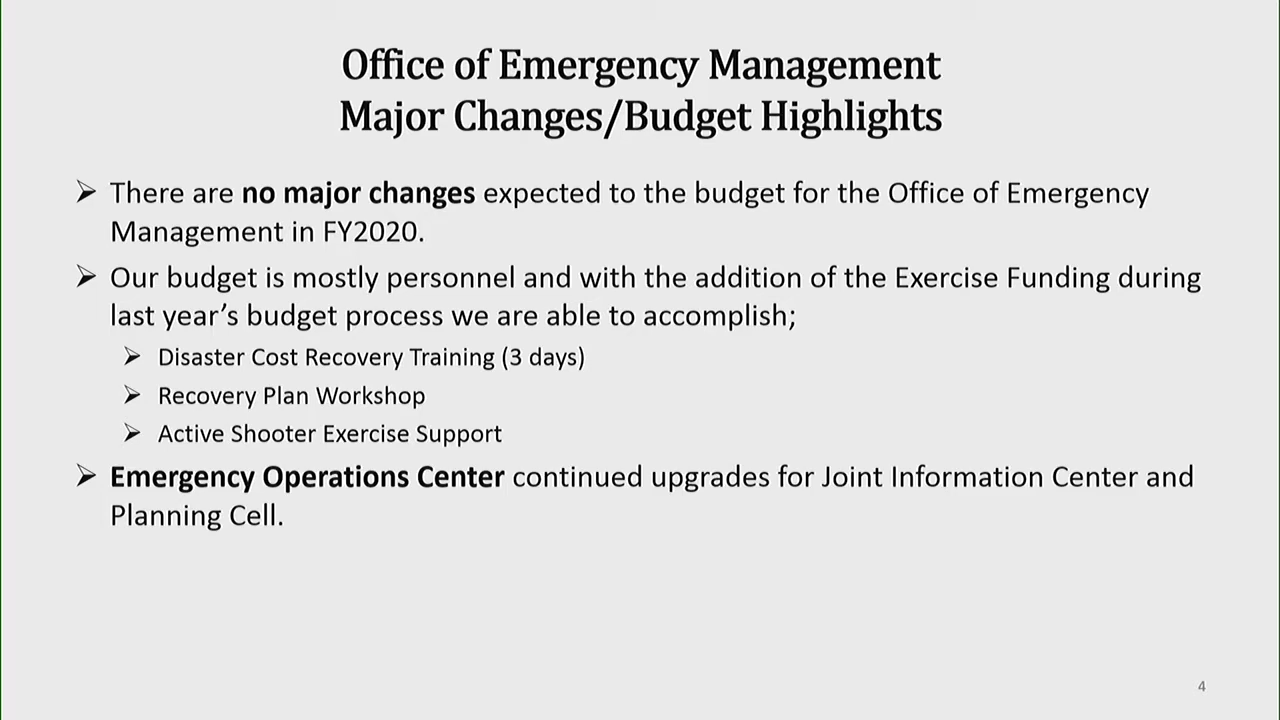 Office of Emergency Management
Major Changes/Budget Highlights
➢ There are no major changes expected to the budget for the Office of Emergency
Management in FY2020.
➢ Our budget is mostly personnel and with the addition of the Exercise Funding during
last year’s budget process we are able to accomplish;
➢ Disaster Cost Recovery Training (3 days)
➢ Recovery Plan Workshop
➢ Active Shooter Exercise Support
➢ Emergency Operations Center continued upgrades for Joint Information Center and
Planning Cell.
4